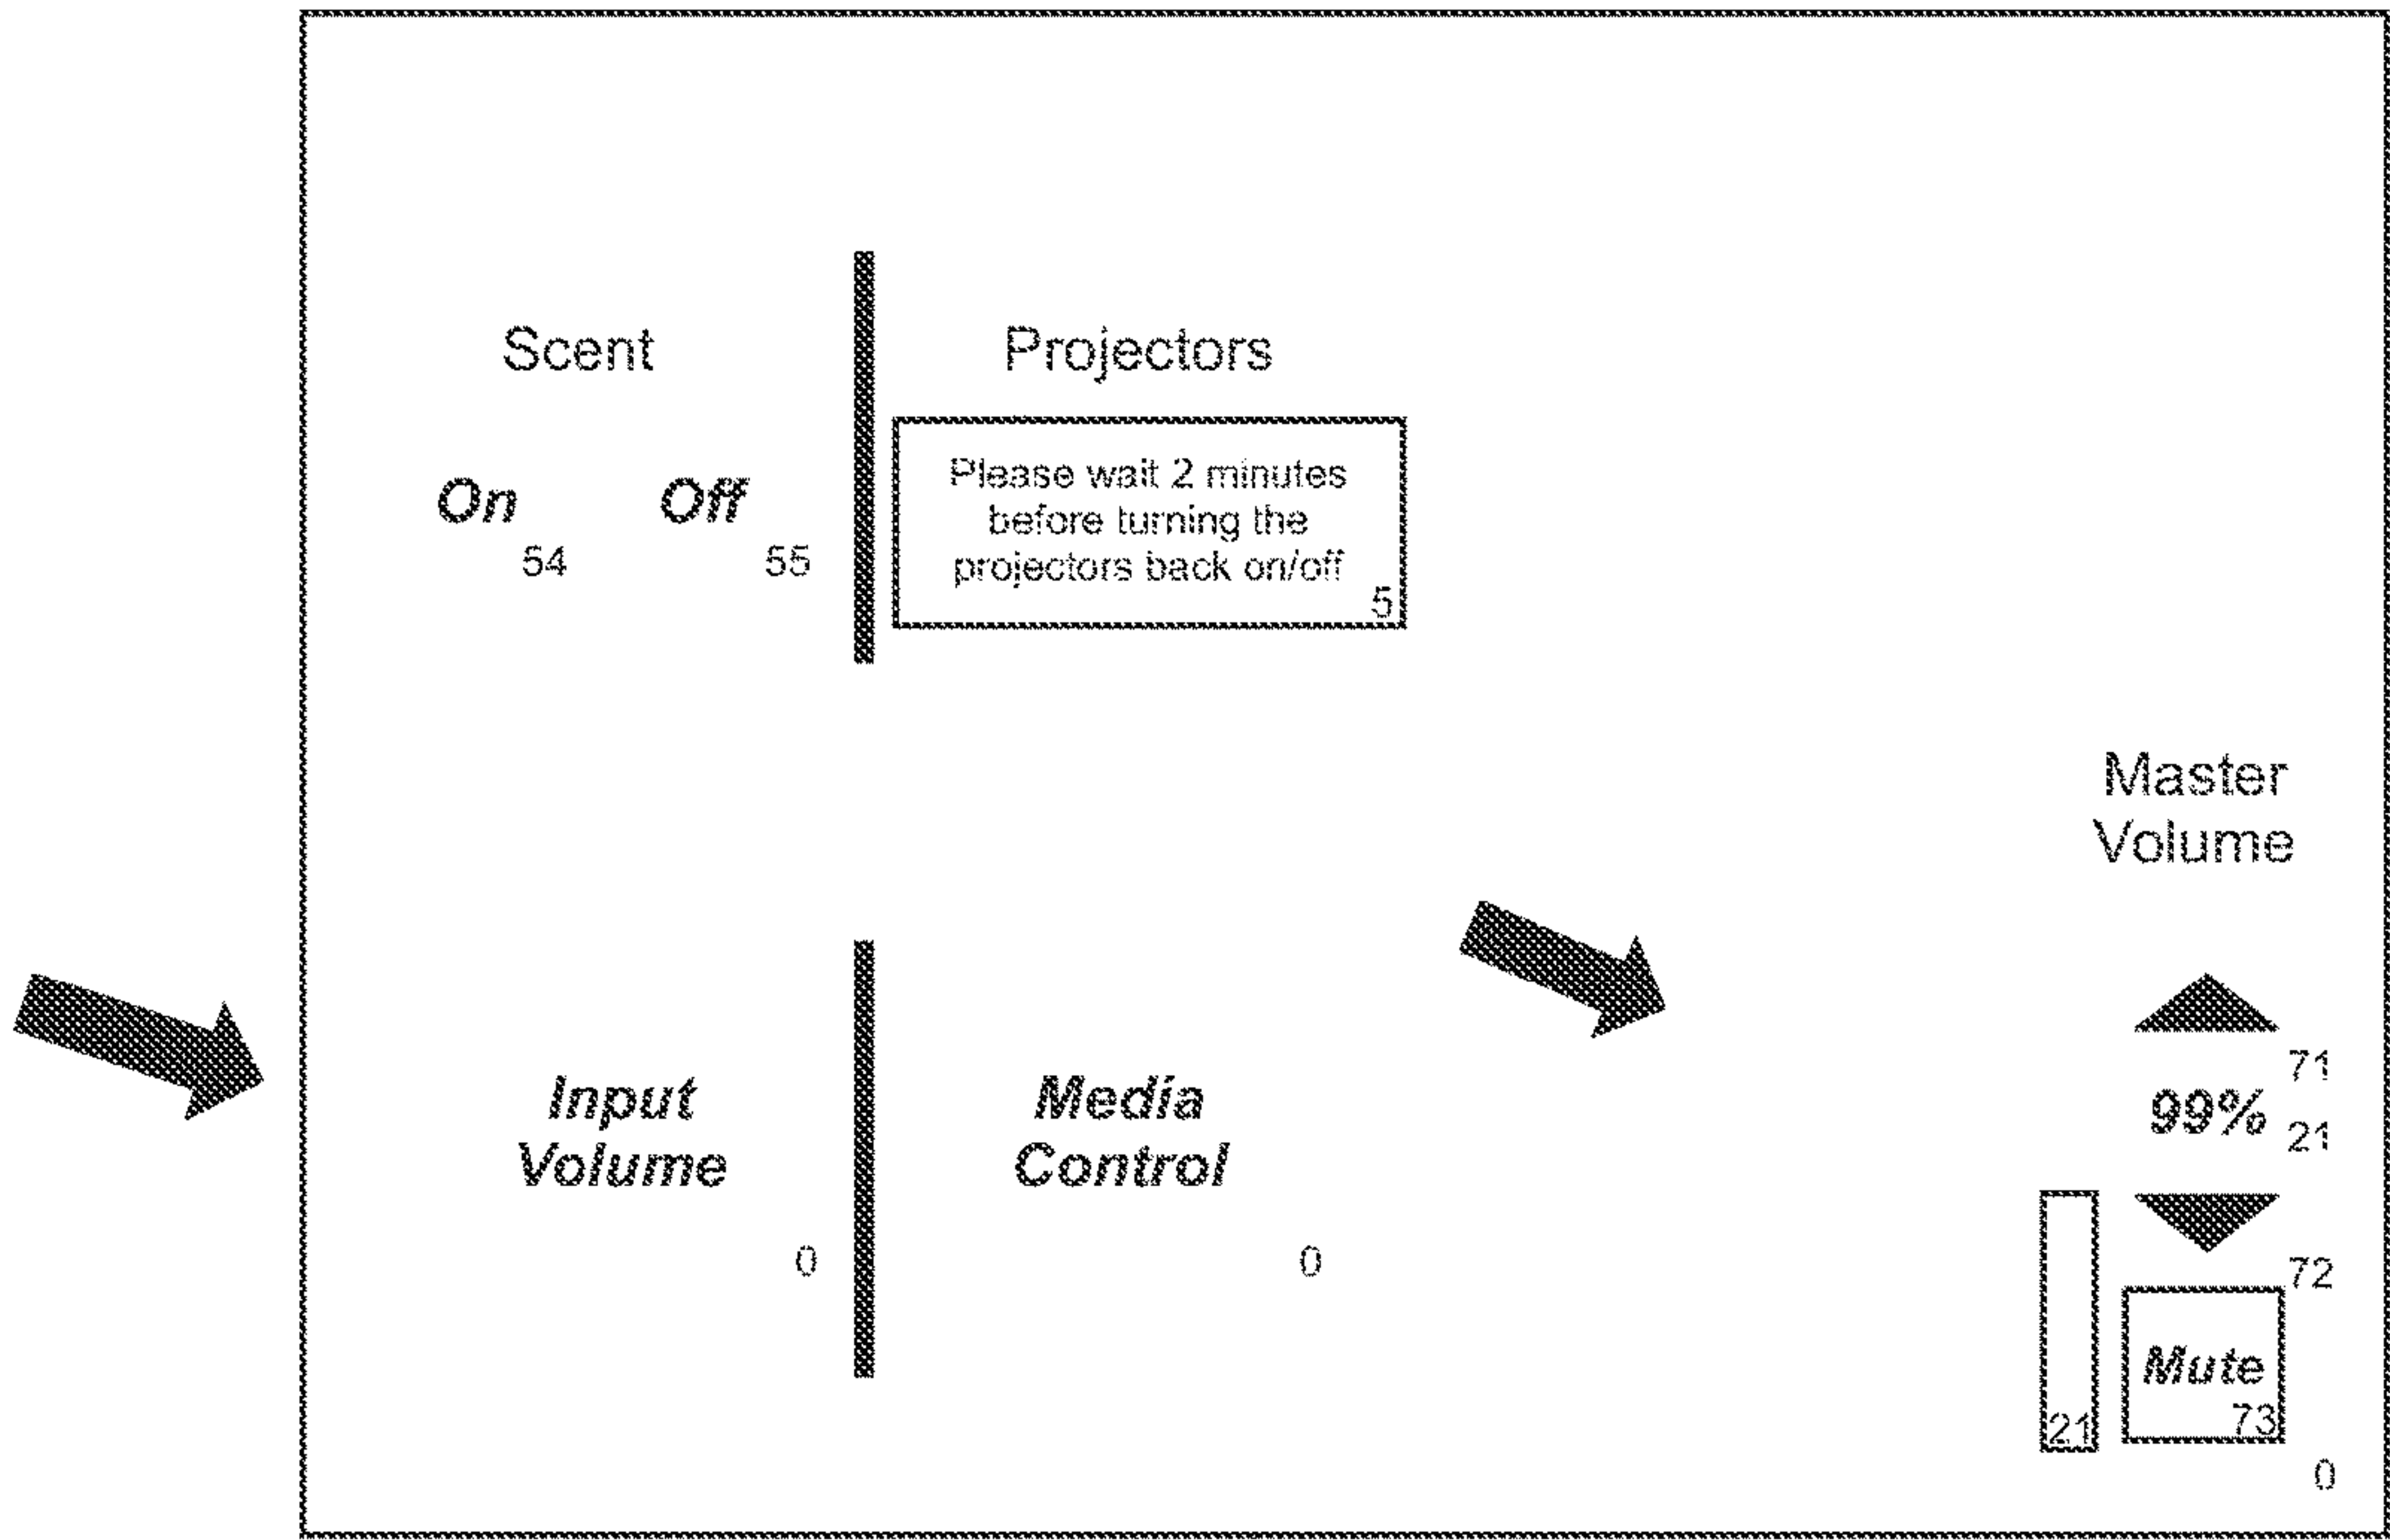 Scent
On
54
Off
55
Projectors
Please wait 2 minutes
before turning the
projectors back on/off
5
Input
Volume
0
Media
Control
0
Master
Volume
71
99%
21
72
21
Mute
73
0